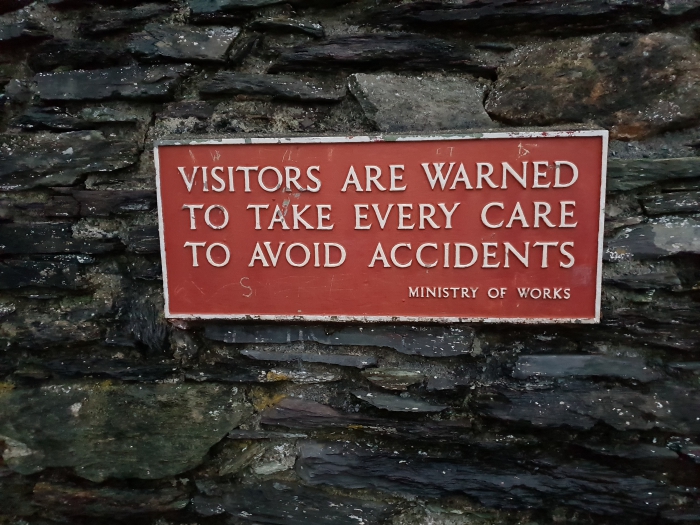 VISITORS ARE WARNED
TO TAKE EVERY CARE
TO AVOID ACCIDENTS
MINISTRY OF WORKS